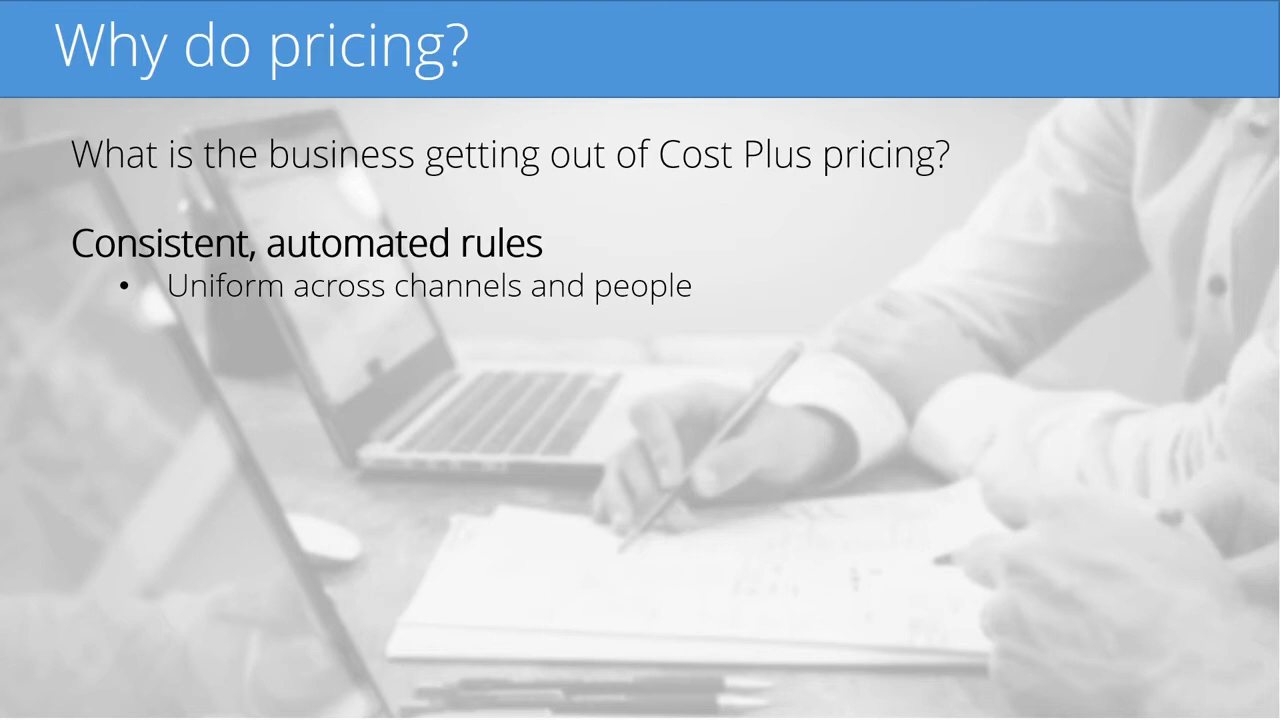 Why do pricing?
What is the business getting out of Cost Plus pricing?
Consistent, automated rules
• Uniform across channels and people